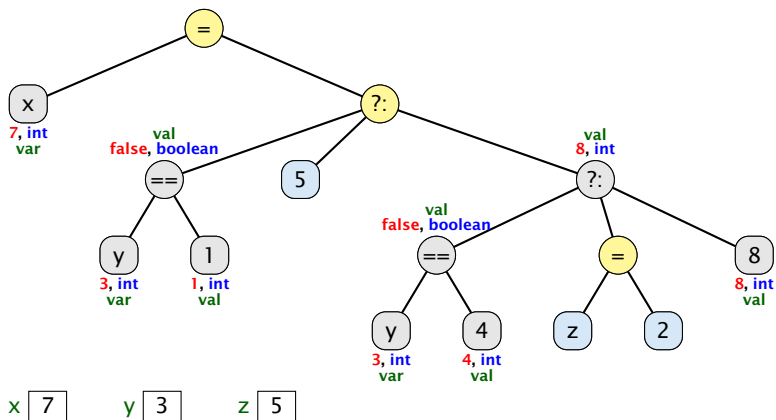 =
x
7, int
var
?:
val
false, boolean
==
5
val
8, int
?:
y
3, int
var
1
1, int
val
val
false, boolean
==
=
8
8, int
val
y
3, int
var
4
4, int
val
z
2
x 7 y 3 z 5